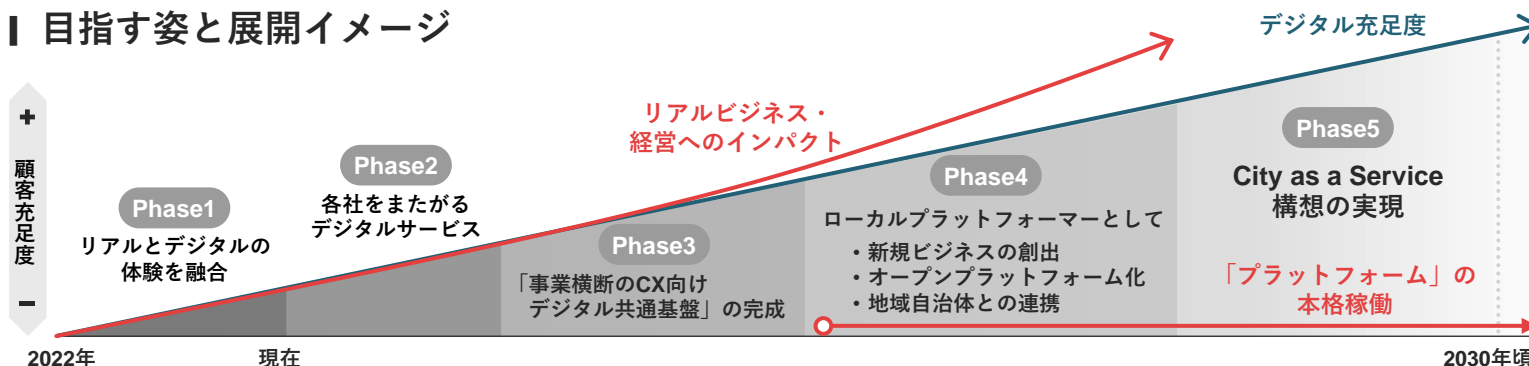 目指す姿と展開イメージ
デジタル充足度
リアルビジネス・
経営へのインパクト
+
顧客充足度
−
Phase1
リアルとデジタルの
体験を融合
Phase2
各社をまたがる
デジタルサービス
Phase3
「事業横断のCX向け
デジタル共通基盤」の完成
Phase4
ローカルプラットフォーマーとして
・新規ビジネスの創出
・オープンプラットフォーム化
・地域自治体との連携
Phase5
City as a Service
構想の実現
「プラットフォーム」の
本格稼働
2022年
現在
2030年頃